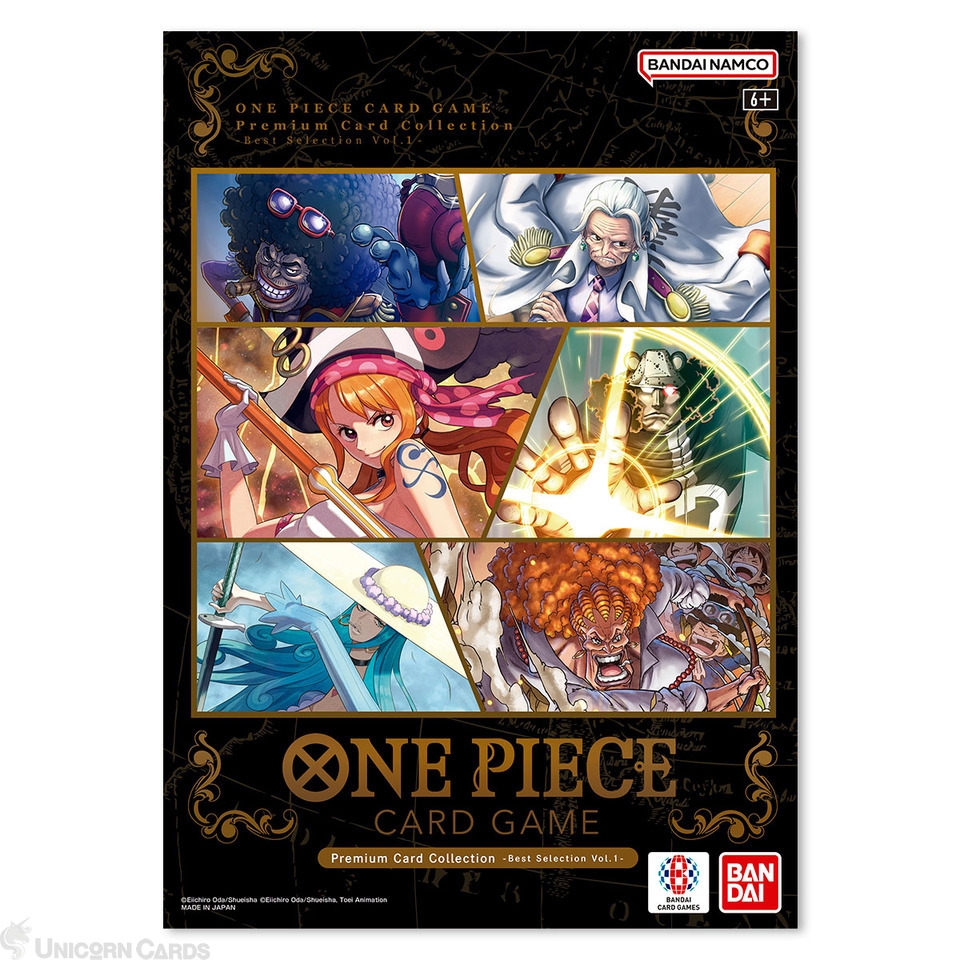 BANDAI NAMCO
6+
ONE PIECE CARD GAME
Premium Card Collection
-Best Selection Vol.1-
ONE PIECE
CARD GAME
Premium Card Collection -Best Selection Vol.1-
BANDAI
CARD GAMES
BAN
DAI
©Eiichiro Oda/Shueisha ©Eiichiro Oda/Shueisha, Toei Animation
MADE IN JAPAN
UNICORN CARDS